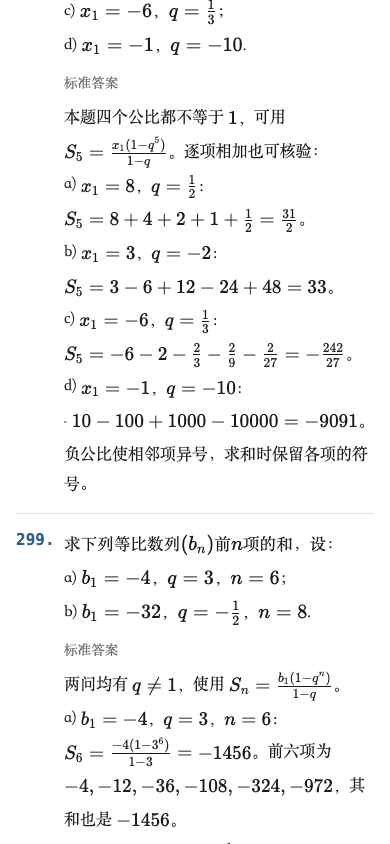 c) x₁ = −6, q = 1/3;
d) x₁ = −1, q = −10.
标准答案
本题四个公比都不等于 1, 可用
S₅ = x₁(1−q⁵)/(1−q)。逐项相加也可核验:
a) x₁ = 8, q = 1/2:
S₅ = 8 + 4 + 2 + 1 + 1/2 = 31/2。
b) x₁ = 3, q = −2:
S₅ = 3 − 6 + 12 − 24 + 48 = 33。
c) x₁ = −6, q = 1/3:
S₅ = −6 − 2 − 2/3 − 2/9 − 2/27 = −242/27。
d) x₁ = −1, q = −10:
10 − 100 + 1000 − 10000 = −9091。
负公比使相邻项异号, 求和时保留各项的符
号。
299. 求下列等比数列(bₙ)前n项的和, 设:
a) b₁ = −4, q = 3, n = 6;
b) b₁ = −32, q = −1/2, n = 8.
标准答案
两问均有 q ≠ 1, 使用 Sₙ = b₁(1−qⁿ)/(1−q)。
a) b₁ = −4, q = 3, n = 6:
S₆ = −4(1−3⁶)/(1−3) = −1456。前六项为
−4, −12, −36, −108, −324, −972, 其
和也是 −1456。